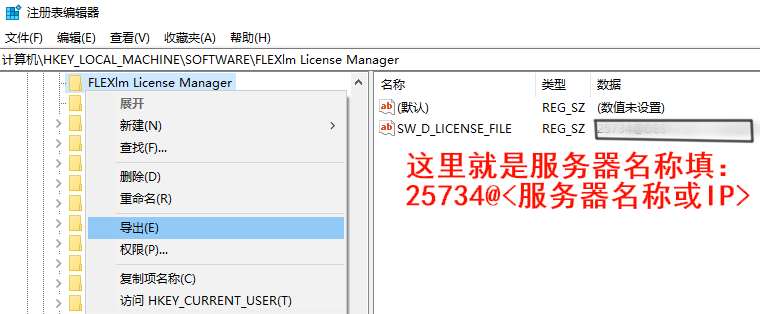 注册表编辑器
文件(F) 编辑(E) 查看(V) 收藏夹(A) 帮助(H)
计算机\HKEY_LOCAL_MACHINE\SOFTWARE\FLEXlm License Manager
FLEXlm License Manager
展开
新建(N)
查找(F)...
删除(D)
重命名(R)
导出(E)
权限(P)...
复制项名称(C)
访问 HKEY_CURRENT_USER(T)
名称 类型 数据
(默认) REG_SZ (数值未设置)
SW_D_LICENSE_FILE REG_SZ
这里就是服务器名称填：
25734@<服务器名称或IP>